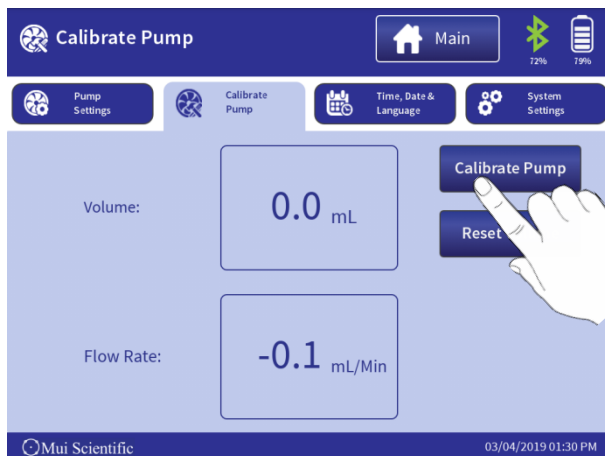 Calibrate Pump
Main
72%
79%
Pump
Settings
Calibrate
Pump
Time, Date &
Language
System
Settings
Volume:
0.0 mL
Calibrate Pump
Reset
Flow Rate:
-0.1 mL/Min
Mui Scientific
03/04/2019 01:30 PM